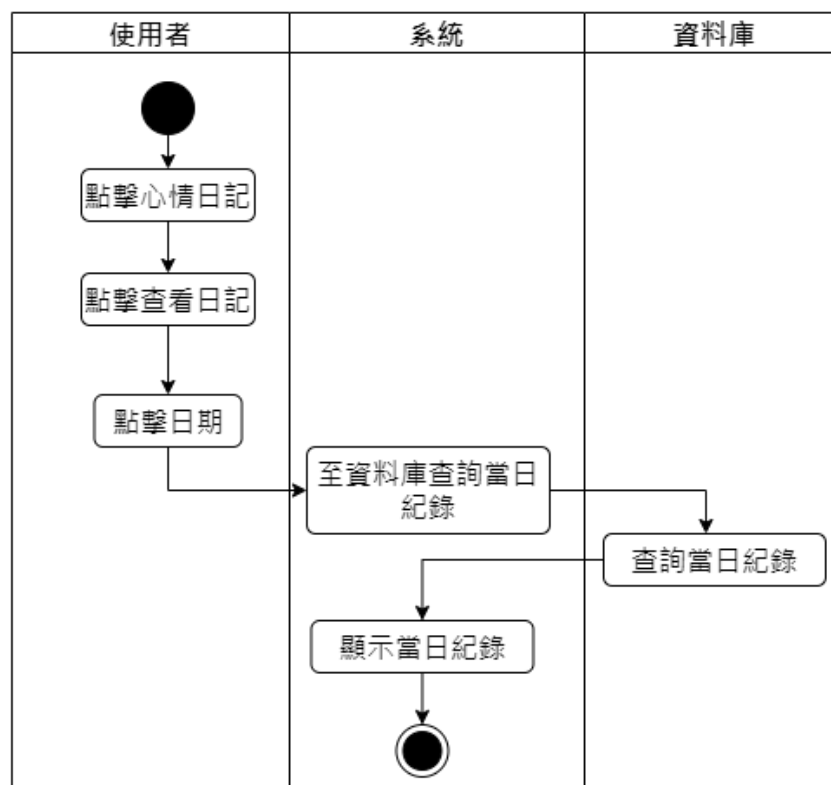 使用者
系統
資料庫
點擊心情日記
點擊查看日記
點擊日期
至資料庫查詢當日
紀錄
查詢當日紀錄
顯示當日紀錄